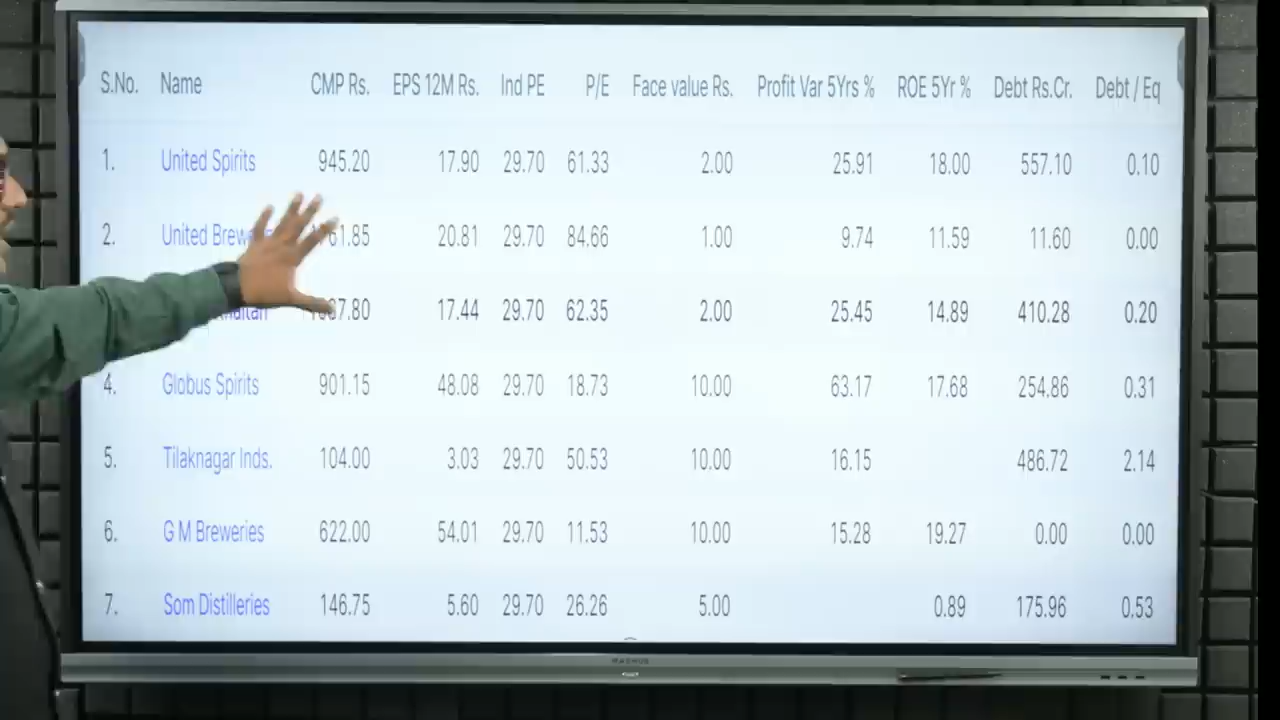 S.No. Name CMP Rs. EPS 12M Rs. Ind PE P/E Face value Rs. Profit Var 5Yrs % ROE 5Yr % Debt Rs.Cr. Debt / Eq
1. United Spirits 945.20 17.90 29.70 61.33 2.00 25.91 18.00 557.10 0.10
2. United 61.85 20.81 29.70 84.66 1.00 9.74 11.59 11.60 0.00
7.80 17.44 29.70 62.35 2.00 25.45 14.89 410.28 0.20
4. Globus Spirits 901.15 48.08 29.70 18.73 10.00 63.17 17.68 254.86 0.31
5. Tilaknagar Inds. 104.00 3.03 29.70 50.53 10.00 16.15 486.72 2.14
6. G M Breweries 622.00 54.01 29.70 11.53 10.00 15.28 19.27 0.00 0.00
7. Som Distilleries 146.75 5.60 29.70 26.26 5.00 0.89 175.96 0.53